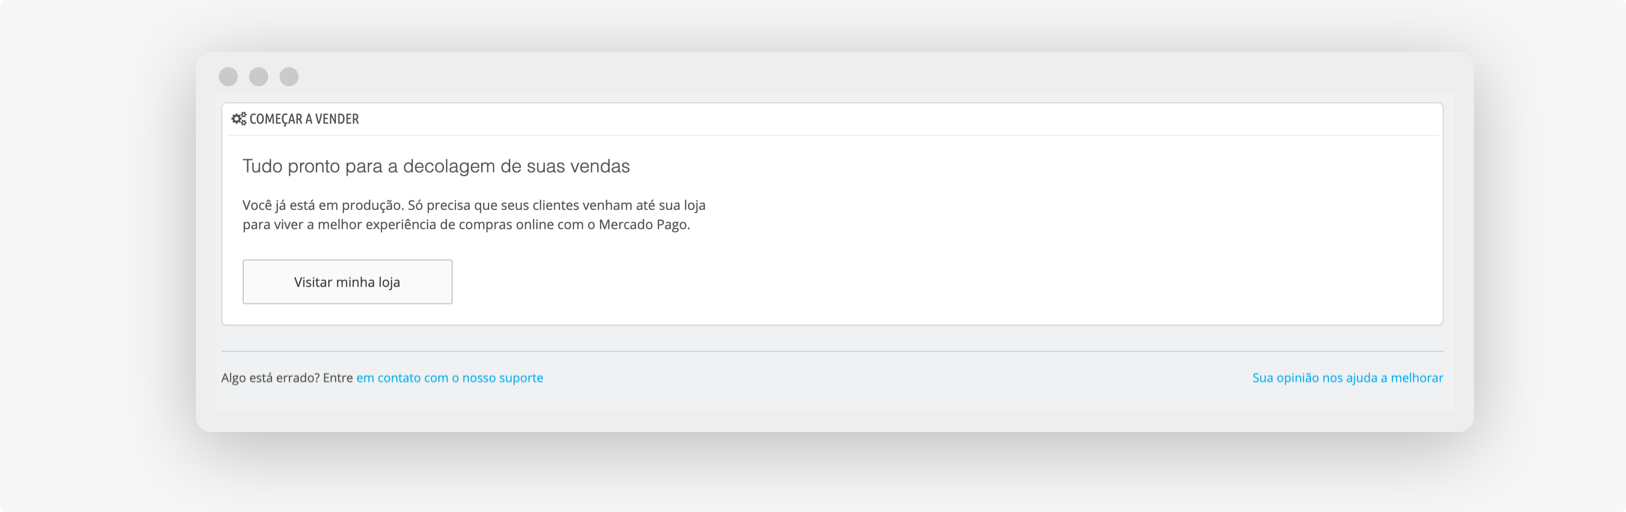 COMEÇAR A VENDER
Tudo pronto para a decolagem de suas vendas
Você já está em produção. Só precisa que seus clientes venham até sua loja
para viver a melhor experiência de compras online com o Mercado Pago.
Visitar minha loja
Algo está errado? Entre em contato com o nosso suporte
Sua opinião nos ajuda a melhorar